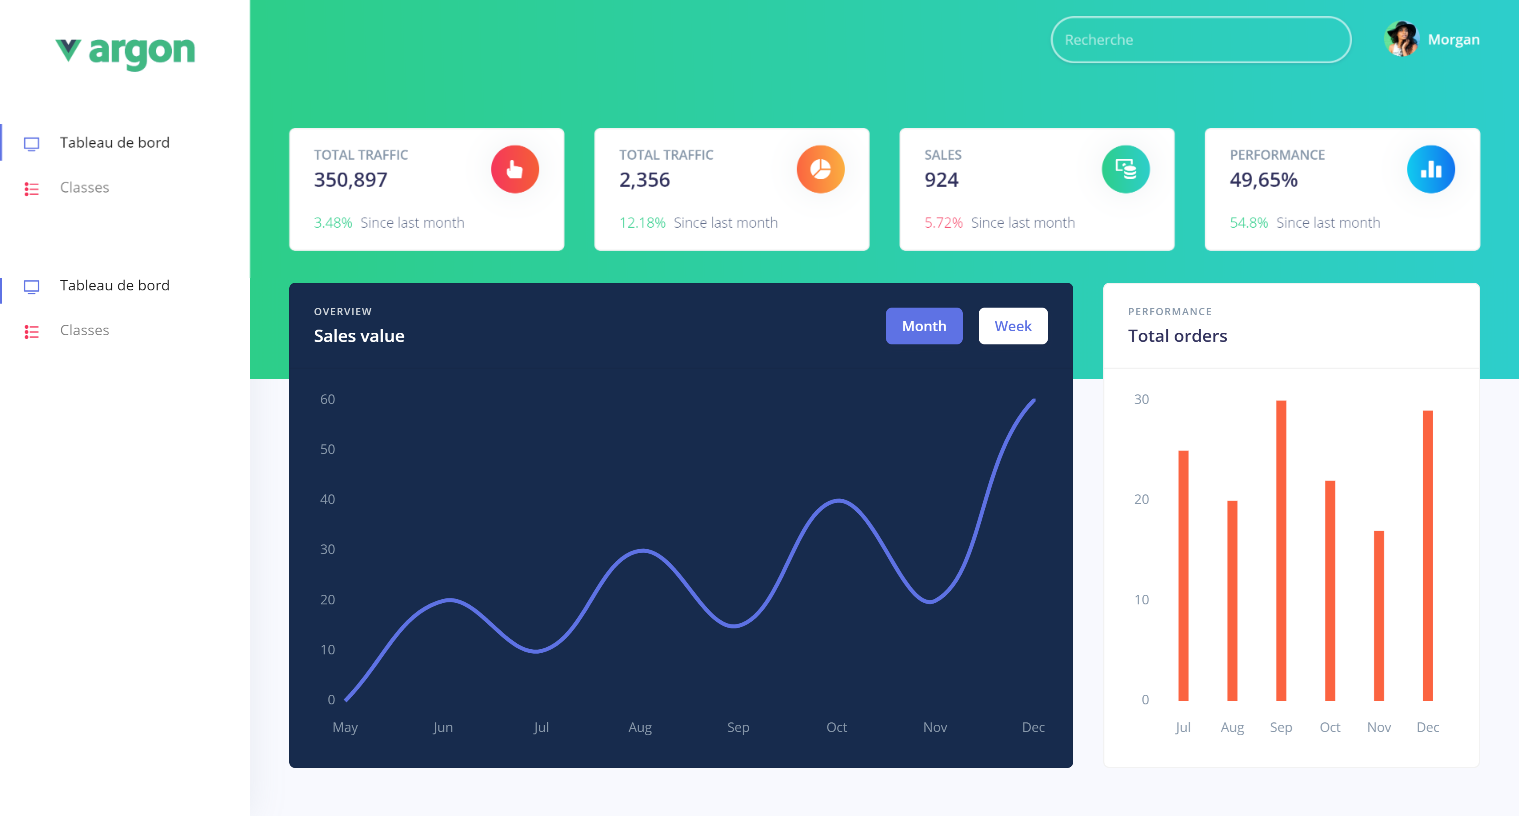 argon
Recherche
Morgan
Tableau de bord
Classes
Tableau de bord
Classes
TOTAL TRAFFIC
350,897
3.48% Since last month
TOTAL TRAFFIC
2,356
12.18% Since last month
SALES
924
5.72% Since last month
PERFORMANCE
49,65%
54.8% Since last month
OVERVIEW
Sales value
Month
Week
60
50
40
30
20
10
0
May Jun Jul Aug Sep Oct Nov Dec
PERFORMANCE
Total orders
30
20
10
0
Jul Aug Sep Oct Nov Dec